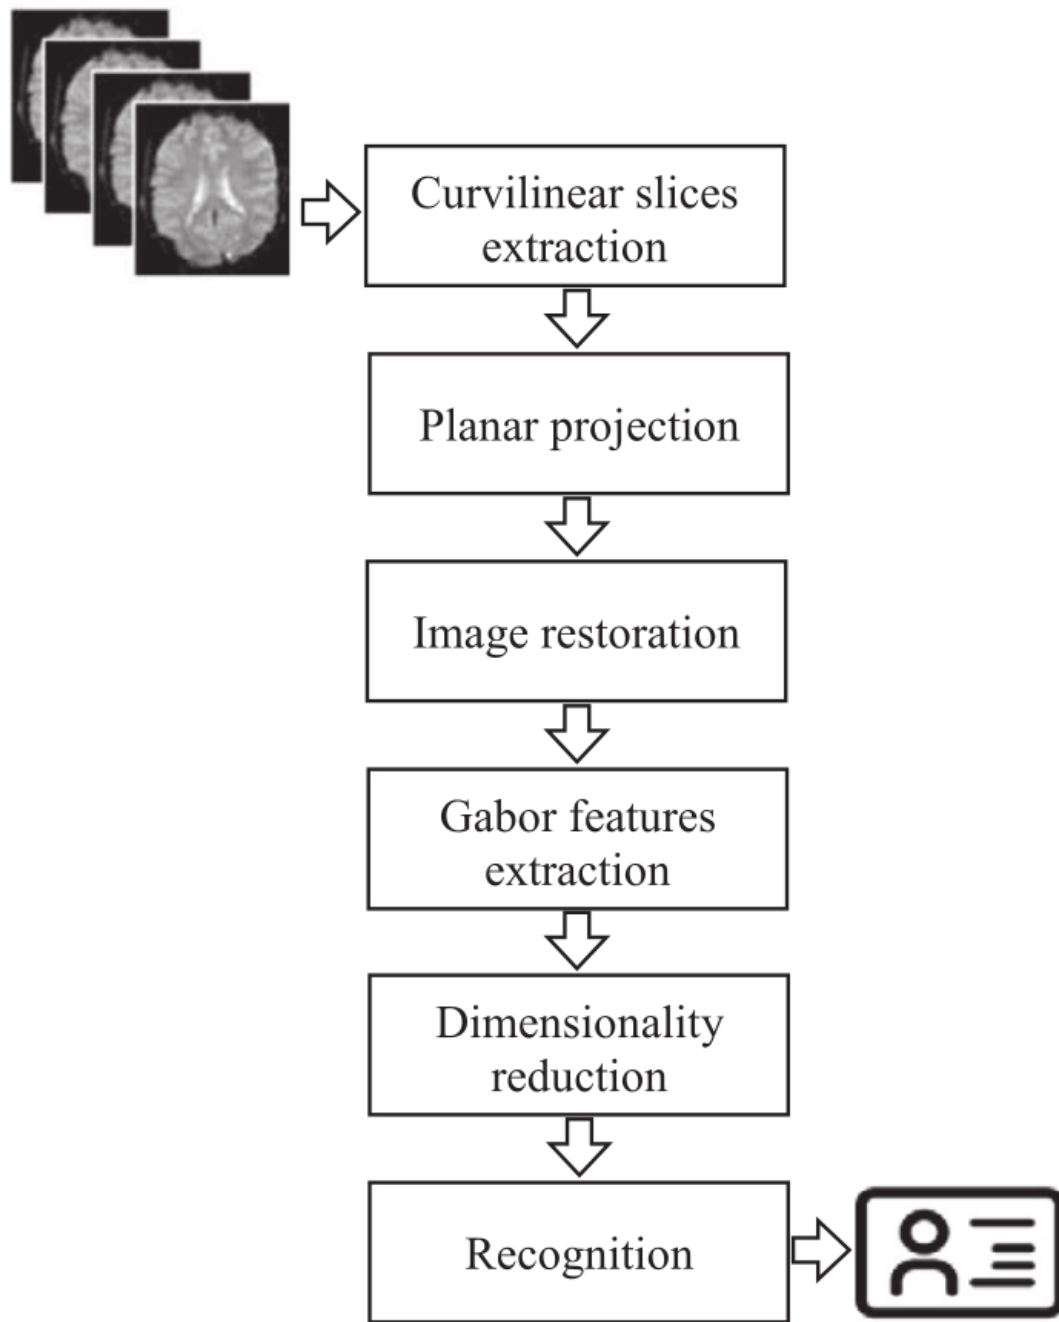 Curvilinear slices
extraction
Planar projection
Image restoration
Gabor features
extraction
Dimensionality
reduction
Recognition